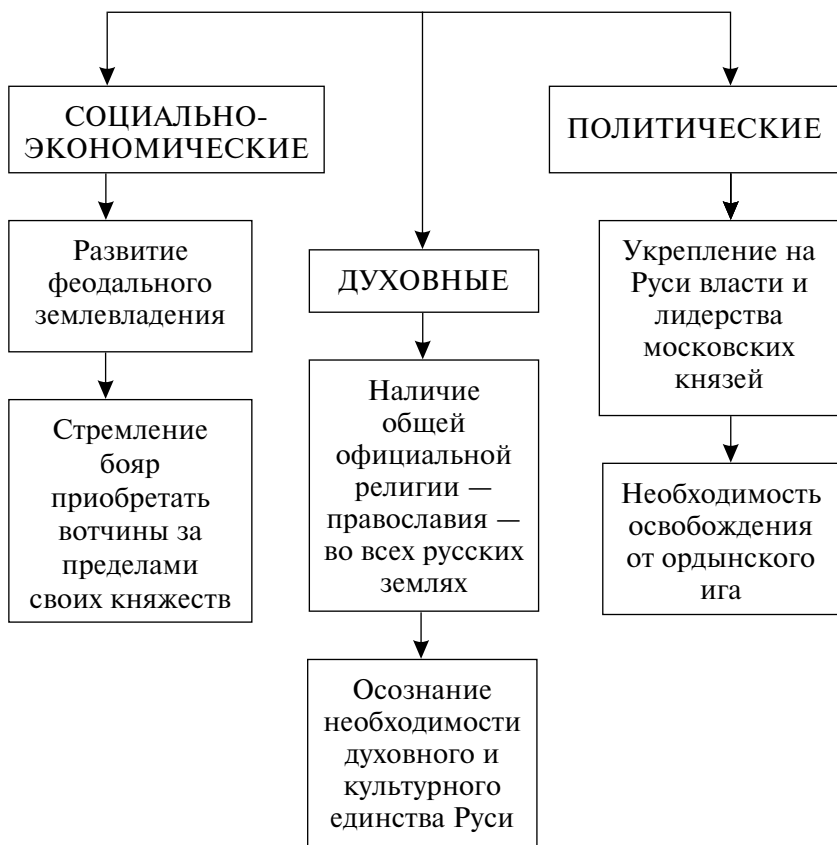 СОЦИАЛЬНО-
ЭКОНОМИЧЕСКИЕ
Развитие
феодального
землевладения
Стремление
бояр
приобретать
вотчины за
пределами
своих княжеств
ДУХОВНЫЕ
Наличие
общей
официальной
религии —
православия —
во всех русских
землях
Осознание
необходимости
духовного и
культурного
единства Руси
ПОЛИТИЧЕСКИЕ
Укрепление на
Руси власти и
лидерства
московских
князей
Необходимость
освобождения
от ордынского
ига